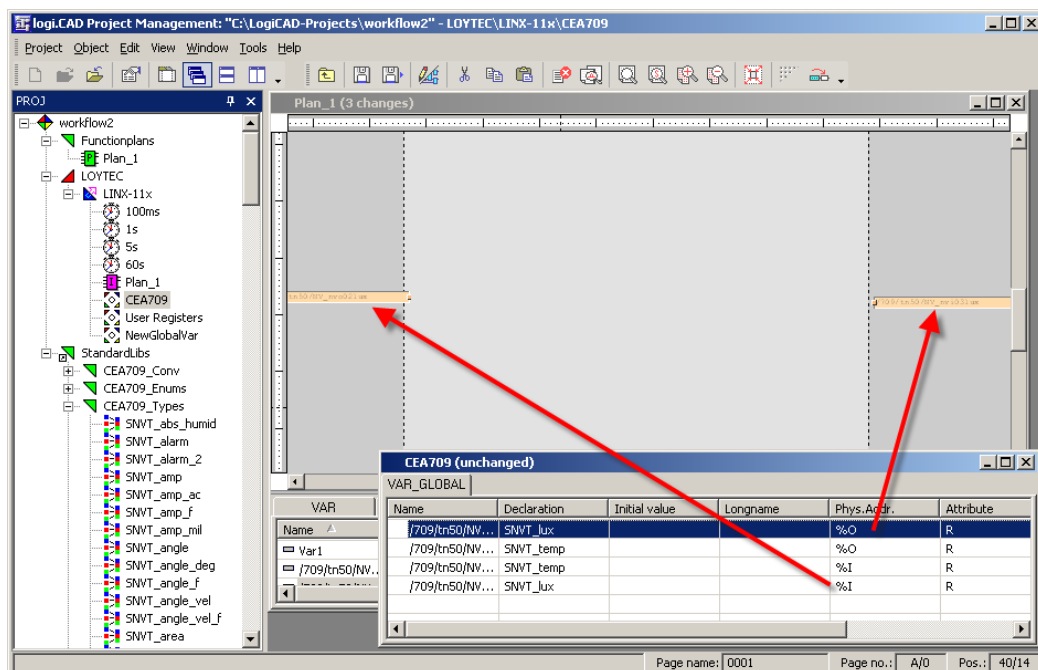 logi.CAD Project Management: "C:\LogiCAD-Projects\workflow2" - LOYTEC\LINX-11x\CEA709
Project Object Edit View Window Tools Help
PROJ
workflow2
Functionplans
Plan_1
LOYTEC
LINX-11x
100ms
1s
5s
60s
Plan_1
CEA709
User Registers
NewGlobalVar
StandardLibs
CEA709_Conv
CEA709_Enums
CEA709_Types
SNVT_abs_humid
SNVT_alarm
SNVT_alarm_2
SNVT_amp
SNVT_amp_ac
SNVT_amp_f
SNVT_amp_mil
SNVT_angle
SNVT_angle_deg
SNVT_angle_f
SNVT_angle_vel
SNVT_angle_vel_f
SNVT_area
Plan_1 (3 changes)
VAR
Name
Var1
/709/tn50/NV..
CEA709 (unchanged)
VAR_GLOBAL
Name Declaration Initial value Longname Phys.Addr. Attribute
/709/tn50/NV... SNVT_lux %O R
/709/tn50/NV... SNVT_temp %O R
/709/tn50/NV... SNVT_temp %I R
/709/tn50/NV... SNVT_lux %I R
Page name: 0001 Page no.: A/0 Pos.: 40/14